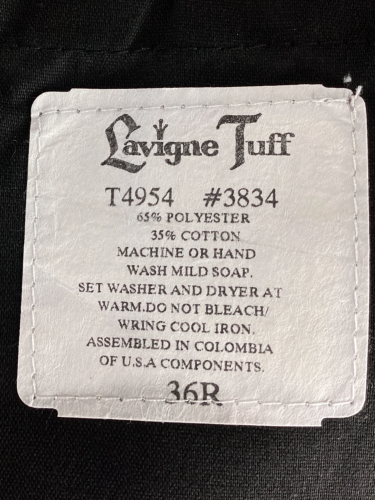 Lavigne Tuff
T4954 #3834
65% POLYESTER
35% COTTON
MACHINE OR HAND
WASH MILD SOAP.
SET WASHER AND DRYER AT
WARM.DO NOT BLEACH/
WRING COOL IRON.
ASSEMBLED IN COLOMBIA
OF U.S.A COMPONENTS.
36R